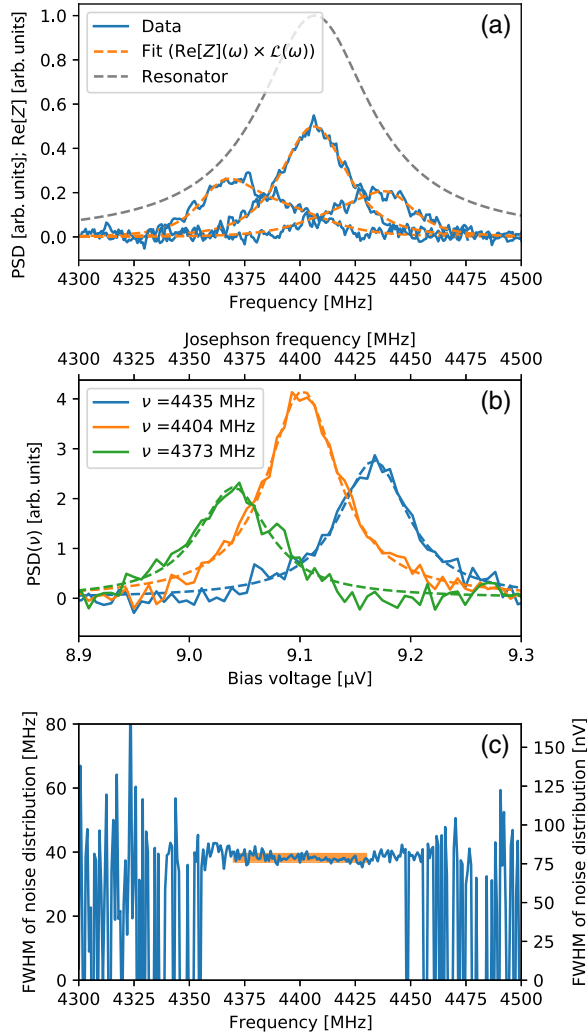 (a)
PSD [arb. units]; Re[Z] [arb. units]
1.0
0.8
0.6
0.4
0.2
0.0
Data
Fit (Re[Z](ω) × ℒ(ω))
Resonator
4300 4325 4350 4375 4400 4425 4450 4475 4500
Frequency [MHz]
Josephson frequency [MHz]
4300 4325 4350 4375 4400 4425 4450 4475 4500
(b)
PSD(ν) [arb. units]
4
3
2
1
0
ν =4435 MHz
ν =4404 MHz
ν =4373 MHz
8.9 9.0 9.1 9.2 9.3
Bias voltage [µV]
(c)
FWHM of noise distribution [MHz]
80
60
40
20
0
150
125
100
75
50
25
0
FWHM of noise distribution [nV]
4300 4325 4350 4375 4400 4425 4450 4475 4500
Frequency [MHz]